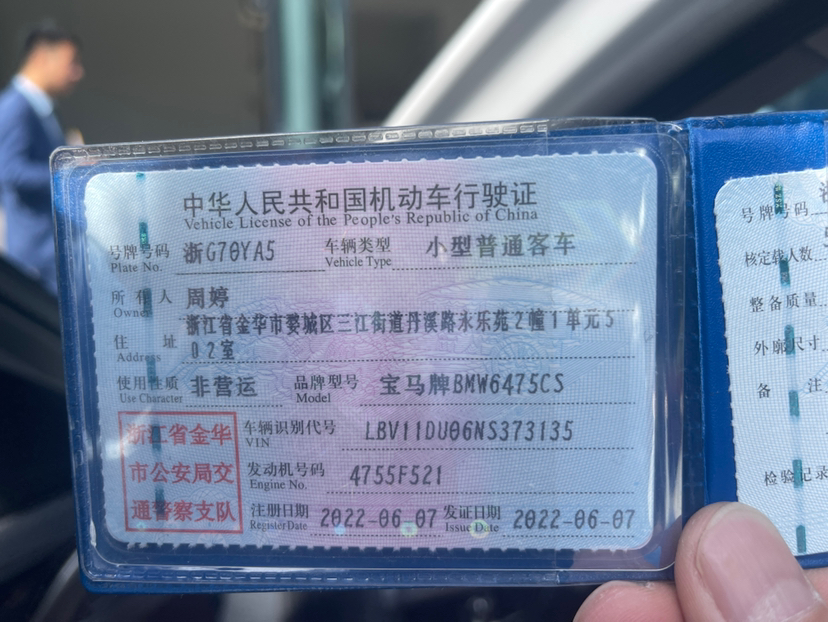 中华人民共和国机动车行驶证
Vehicle License of the People's Republic of China
号牌号码 浙G70YA5 车辆类型 小型普通客车
Plate No. Vehicle Type
所有人 周婷
Owner
住址 浙江省金华市婺城区三江街道丹溪路永乐苑2幢1单元5
Address 02室
使用性质 非营运 品牌型号 宝马牌BMW6475CS
Use Character Model
浙江省金华
市公安局交
通警察支队
车辆识别代号 LBV11DU06NS373135
VIN
发动机号码 4755F521
Engine No.
注册日期 2022-06-07 发证日期 2022-06-07
Register Date Issue Date
号牌号码
核定载人数
整备质量
外廓尺寸
备注
检验记录